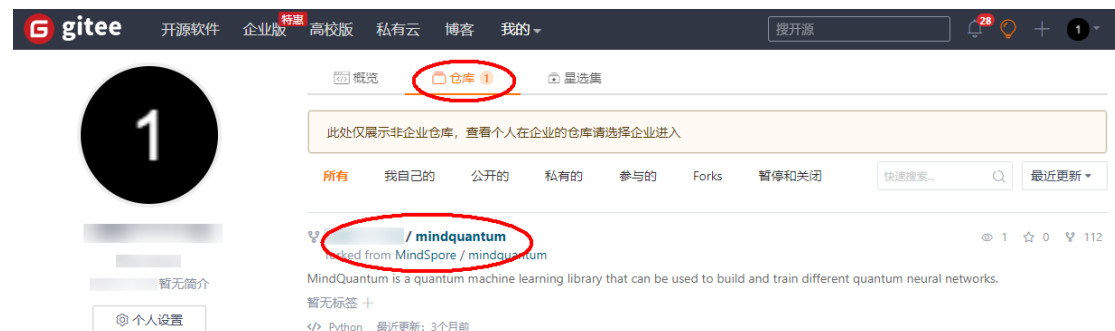 G gitee 开源软件 企业版 特惠 高校版 私有云 博客 我的 搜开源 28 1
概览 仓库 1 星选集
1
此处仅展示非企业仓库，查看个人在企业的仓库请选择企业进入
所有 我自己的 公开的 私有的 参与的 Forks 暂停和关闭 快速搜索... 最近更新
/ mindquantum 1 0 112
forked from MindSpore / mindquantum
MindQuantum is a quantum machine learning library that can be used to build and train different quantum neural networks.
暂无简介
暂无标签
个人设置
Python 最近更新：3个月前